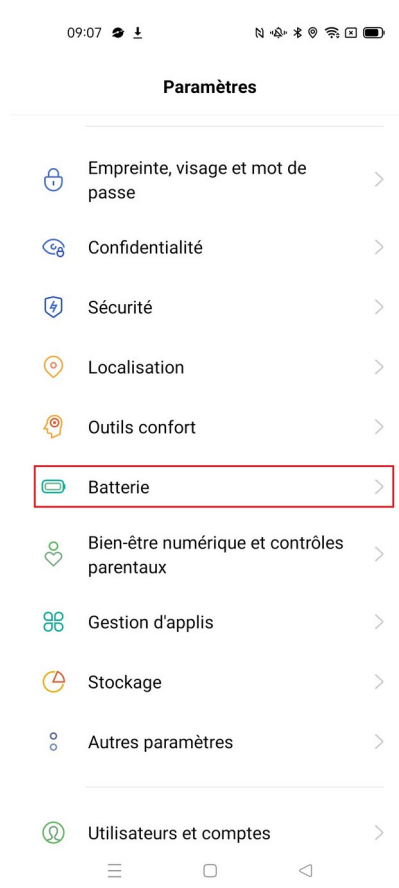 09:07
Paramètres
Empreinte, visage et mot de
passe
Confidentialité
Sécurité
Localisation
Outils confort
Batterie
Bien-être numérique et contrôles
parentaux
Gestion d'applis
Stockage
Autres paramètres
Utilisateurs et comptes